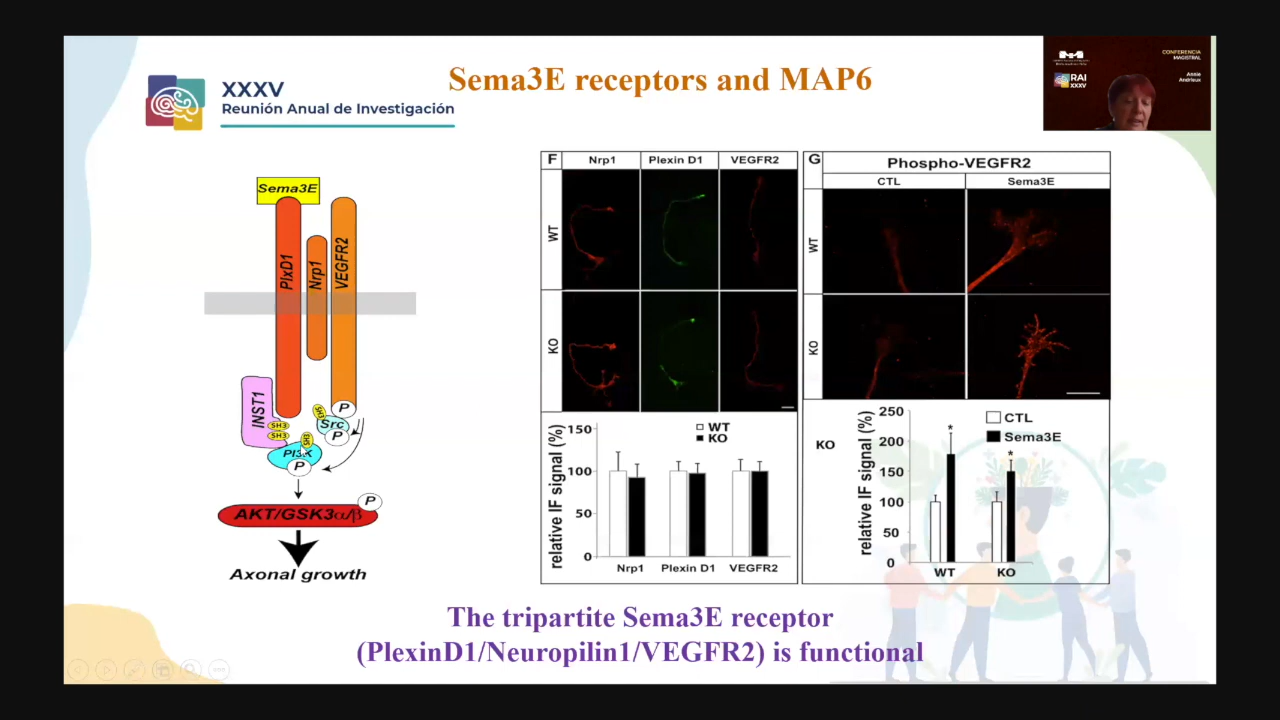 XXXV
Reunión Anual de Investigación
Sema3E receptors and MAP6
CONFERENCIA
MAGISTRAL
Annie
Andrieux
RAI
XXXV
Sema3E
PlxD1
Nrp1
VEGFR2
INST1
SH3
SH3
SH3
SH3
Src
P
P
PI3K
P
P
AKT/GSK3α/β
Axonal growth
F
Nrp1
Plexin D1
VEGFR2
WT
KO
relative IF signal (%)
150
100
50
0
WT
KO
Nrp1
Plexin D1
VEGFR2
G
Phospho-VEGFR2
CTL
Sema3E
WT
KO
KO
relative IF signal (%)
250
200
150
100
50
0
CTL
Sema3E
*
*
WT
KO
The tripartite Sema3E receptor
(PlexinD1/Neuropilin1/VEGFR2) is functional